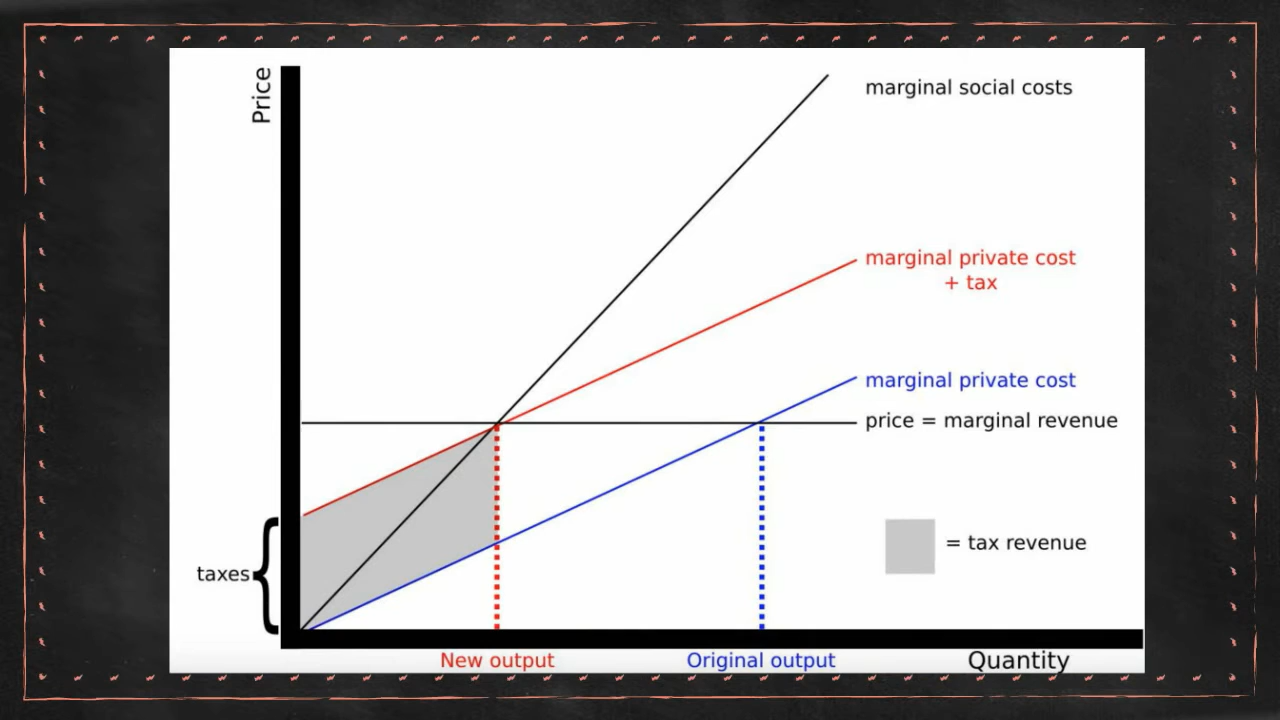 Price
marginal social costs
marginal private cost
+ tax
marginal private cost
price = marginal revenue
= tax revenue
taxes
New output
Original output
Quantity